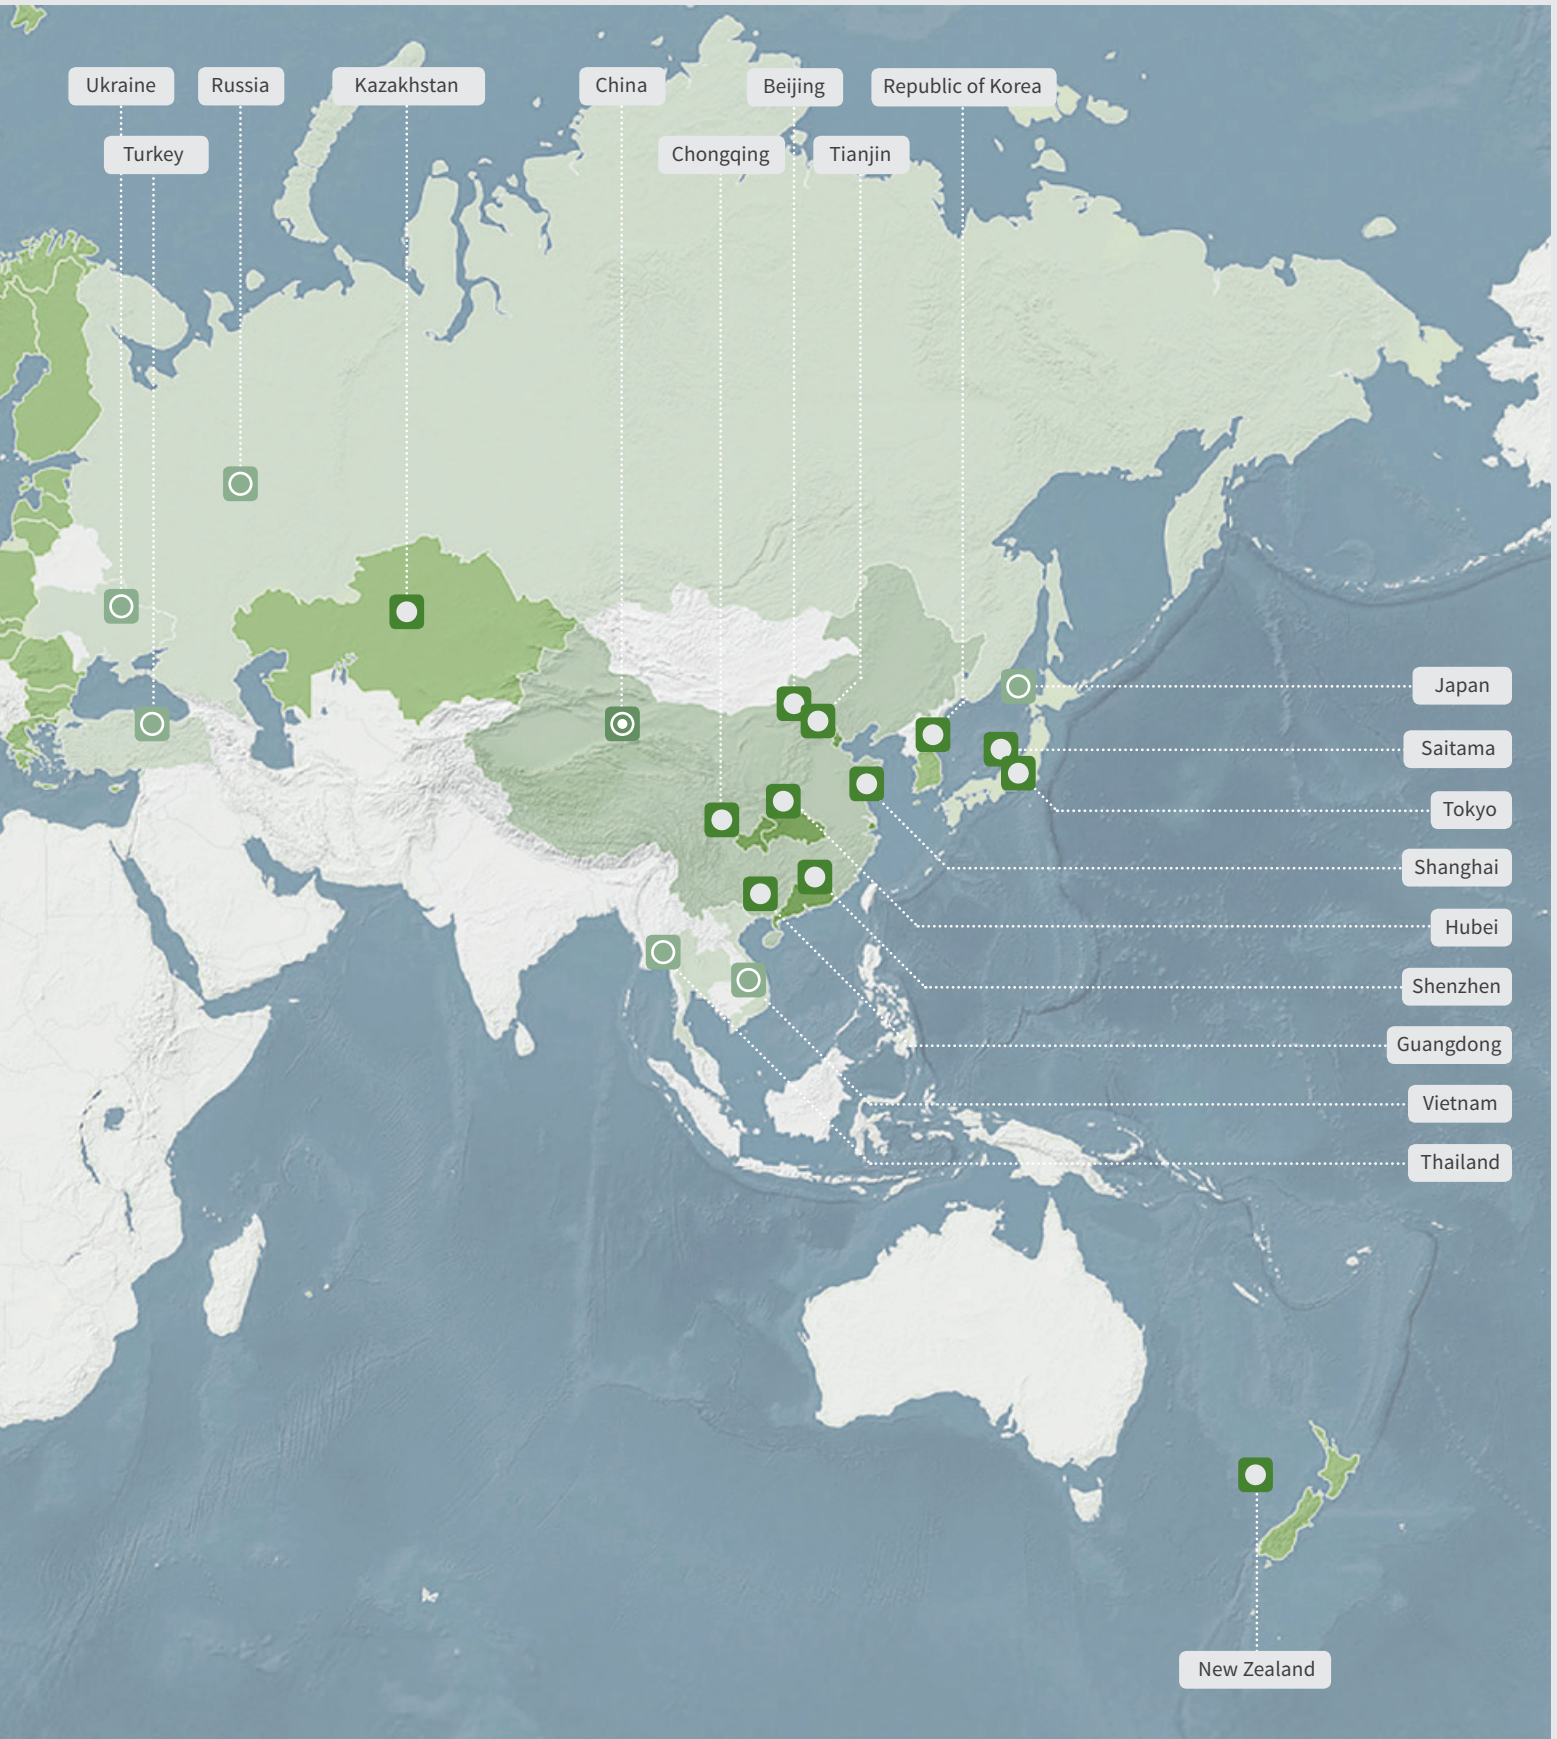 Ukraine
Russia
Kazakhstan
China
Beijing
Republic of Korea
Turkey
Chongqing
Tianjin
Japan
Saitama
Tokyo
Shanghai
Hubei
Shenzhen
Guangdong
Vietnam
Thailand
New Zealand